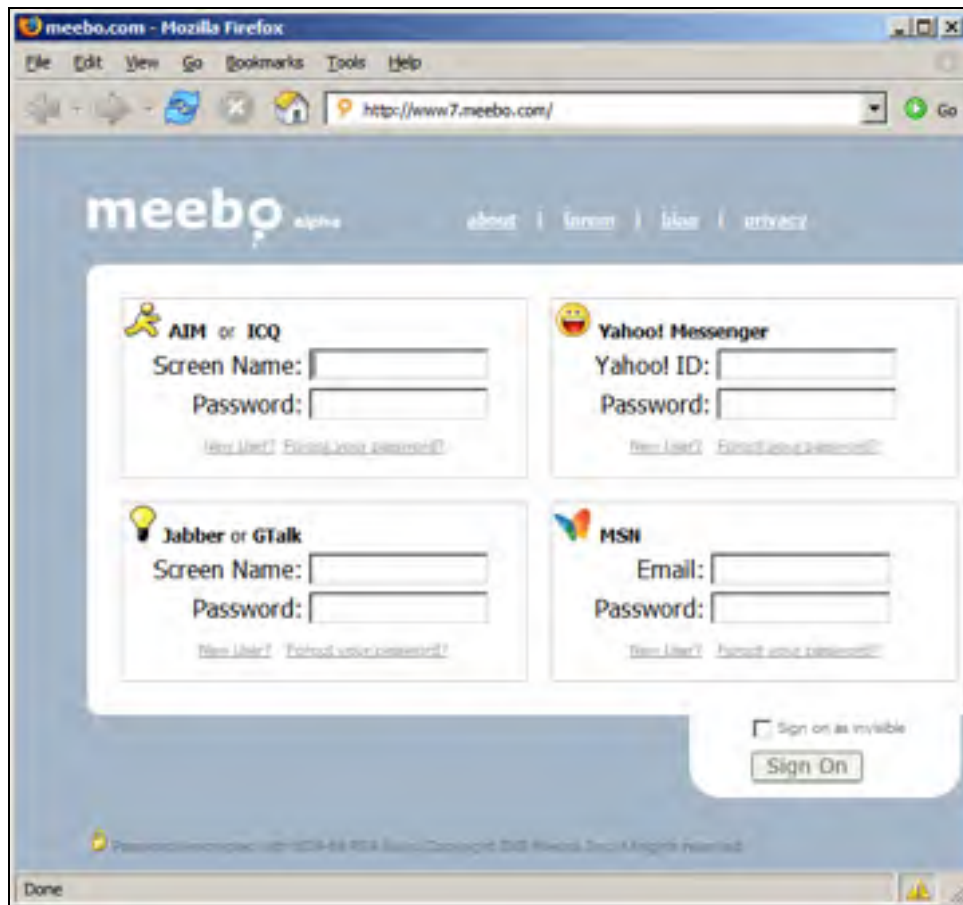 meebo.com - Mozilla Firefox
File Edit View Go Bookmarks Tools Help
http://www7.meebo.com/ Go
meebo alpha about | forum | blog | privacy
AIM or ICQ
Screen Name:
Password:
New User? Forgot your password?
Yahoo! Messenger
Yahoo! ID:
Password:
New User? Forgot your password?
Jabber or GTalk
Screen Name:
Password:
New User? Forgot your password?
MSN
Email:
Password:
New User? Forgot your password?
Sign on as invisible
Sign On
Done